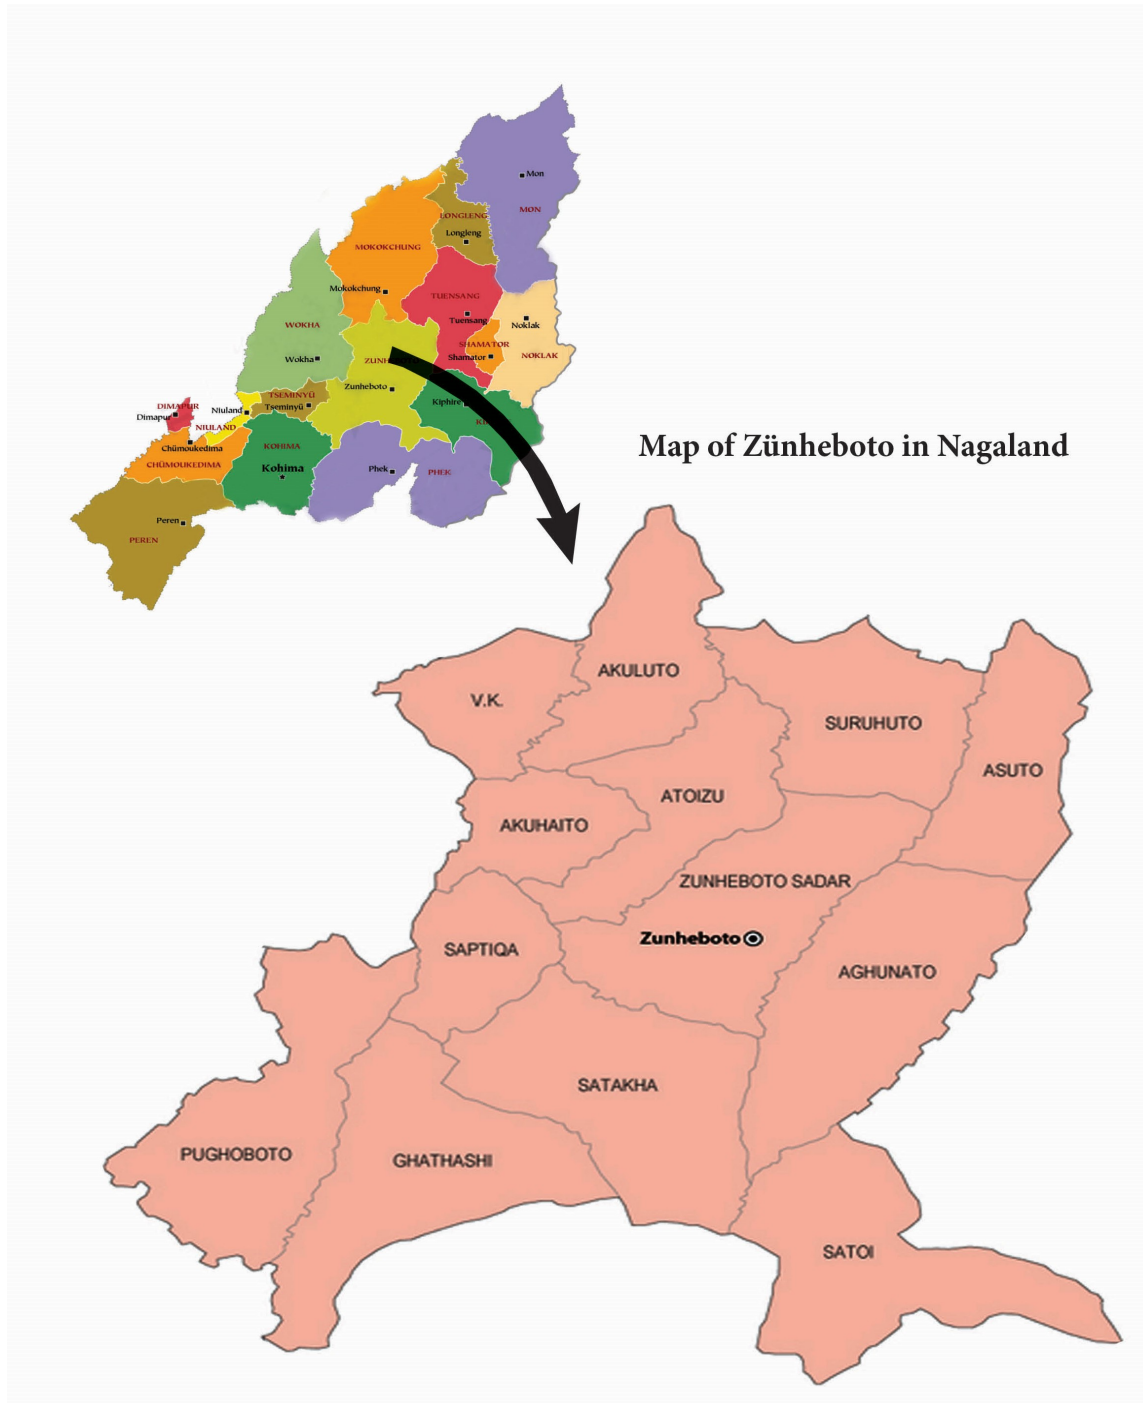 Mon
MON
LONGLENG
Longleng
MOKOKCHUNG
Mokokchung
TUENSANG
Tuensang
WOKHA
Wokha
Noklak
NOKLAK
SHAMATOR
Shamator
Zunheboto
TSEMINYÜ
Tseminyü
Kiphire
DIMAPUR
Dimapur
Niuland
NIULAND
Chümoukedima
CHÜMOUKEDIMA
KOHIMA
Kohima
Phek
PHEK
Peren
PEREN
Map of Zünheboto in Nagaland
AKULUTO
V.K.
SURUHUTO
ASUTO
ATOIZU
AKUHAITO
ZUNHEBOTO SADAR
Zunheboto
SAPTIQA
AGHUNATO
SATAKHA
PUGHOBOTO
GHATHASHI
SATOI